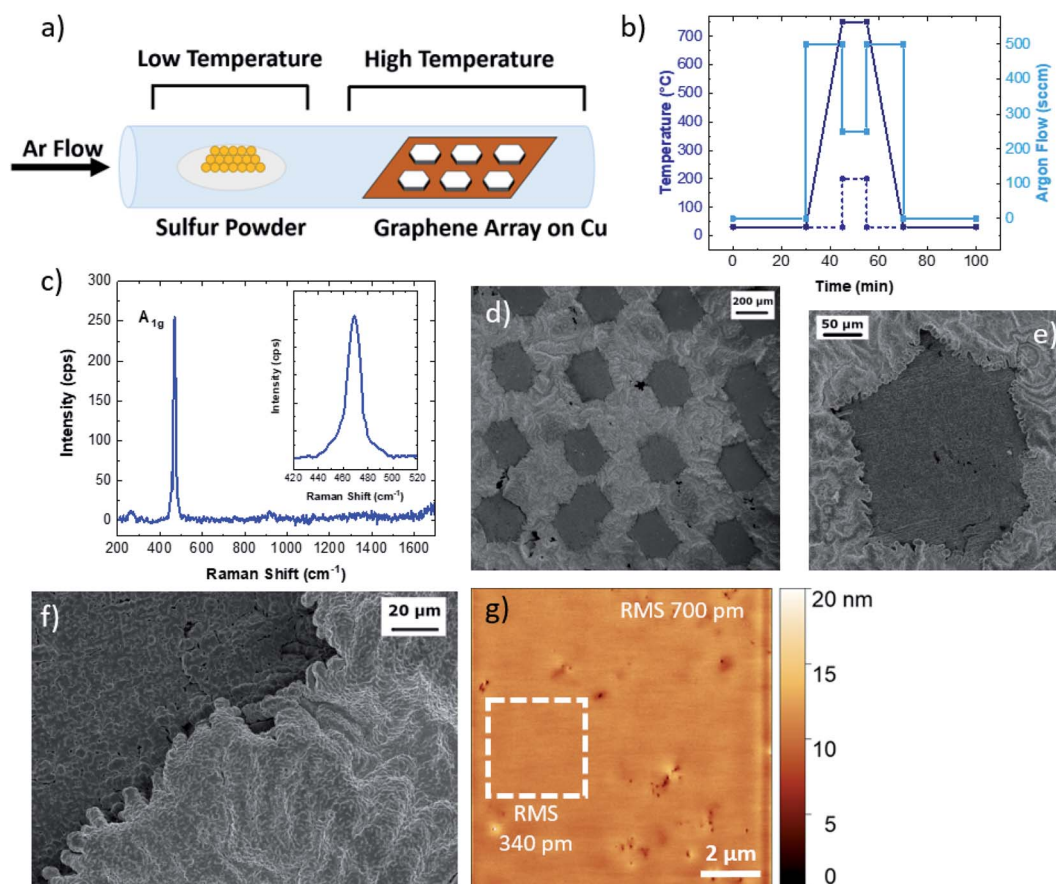 a)
Low Temperature
High Temperature
Ar Flow
Sulfur Powder
Graphene Array on Cu
b)
Temperature (°C)
700
600
500
400
300
200
100
0
0 20 40 60 80 100
Time (min)
500
400
300
200
100
0
Argon Flow (sccm)
c)
Intensity (cps)
300
250
200
150
100
50
0
A1g
200 400 600 800 1000 1200 1400 1600
Raman Shift (cm-1)
Intensity (cps)
420 440 460 480 500 520
Raman Shift (cm-1)
d)
200 µm
e)
50 µm
f)
20 µm
g)
RMS 700 pm
RMS
340 pm
2 µm
20 nm
15
10
5
0